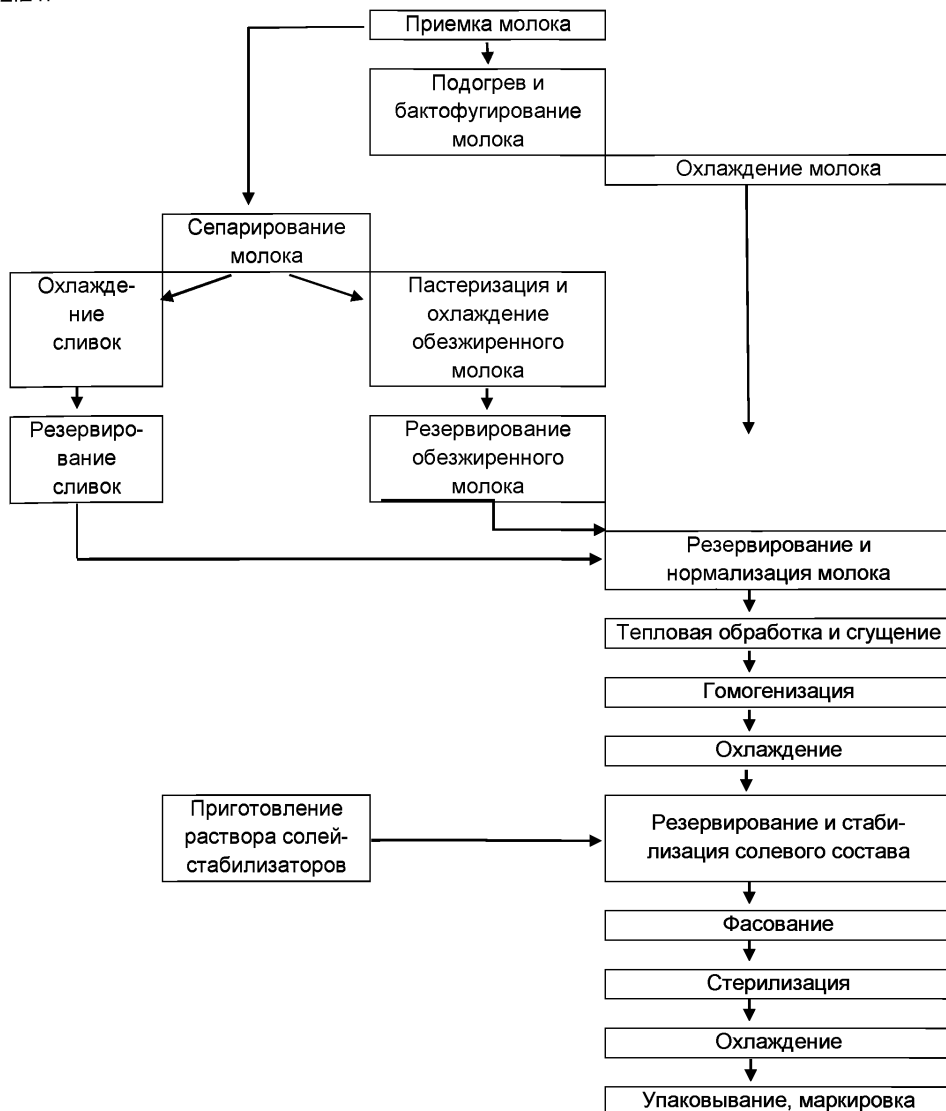 Приемка молока
Подогрев и
бактофугирование
молока
Охлаждение молока
Сепарирование
молока
Охлажде-
ние
сливок
Пастеризация и
охлаждение
обезжиренного
молока
Резервиро-
вание
сливок
Резервирование
обезжиренного
молока
Резервирование и
нормализация молока
Тепловая обработка и сгущение
Гомогенизация
Охлаждение
Приготовление
раствора солей-
стабилизаторов
Резервирование и стаби-
лизация солевого состава
Фасование
Стерилизация
Охлаждение
Упаковывание, маркировка